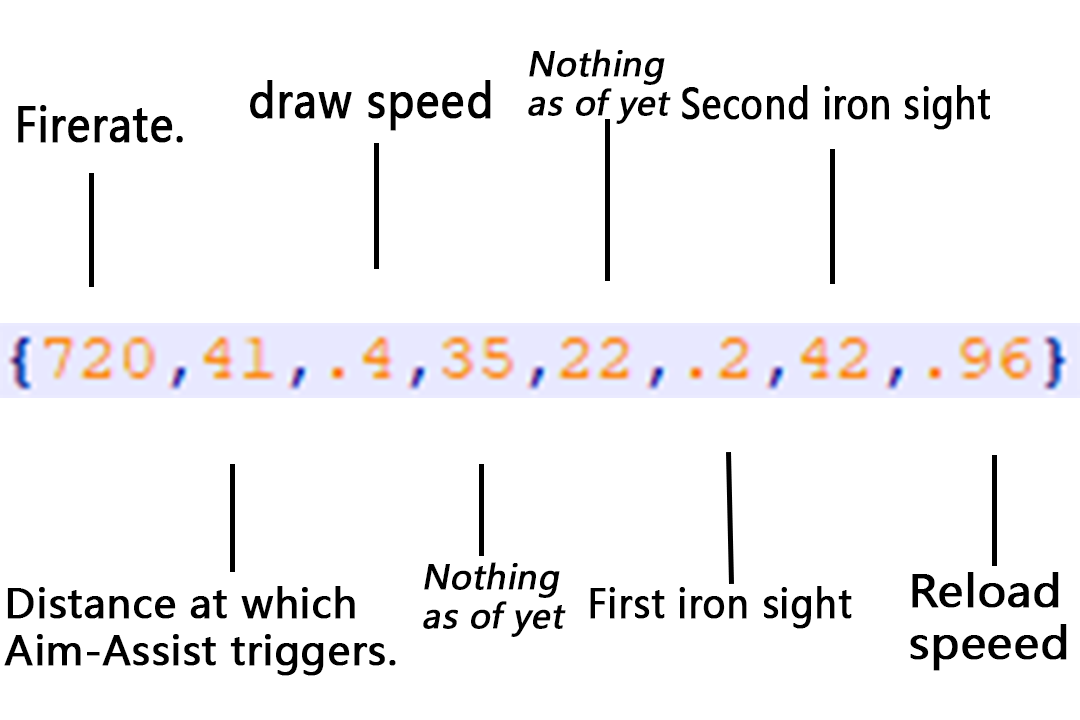 Nothing
as of yet
Firerate.
draw speed
Second iron sight
{720,41,.4,35,22,.2,42,.96}
Distance at which
Aim-Assist triggers.
Nothing
as of yet
First iron sight
Reload
speeed